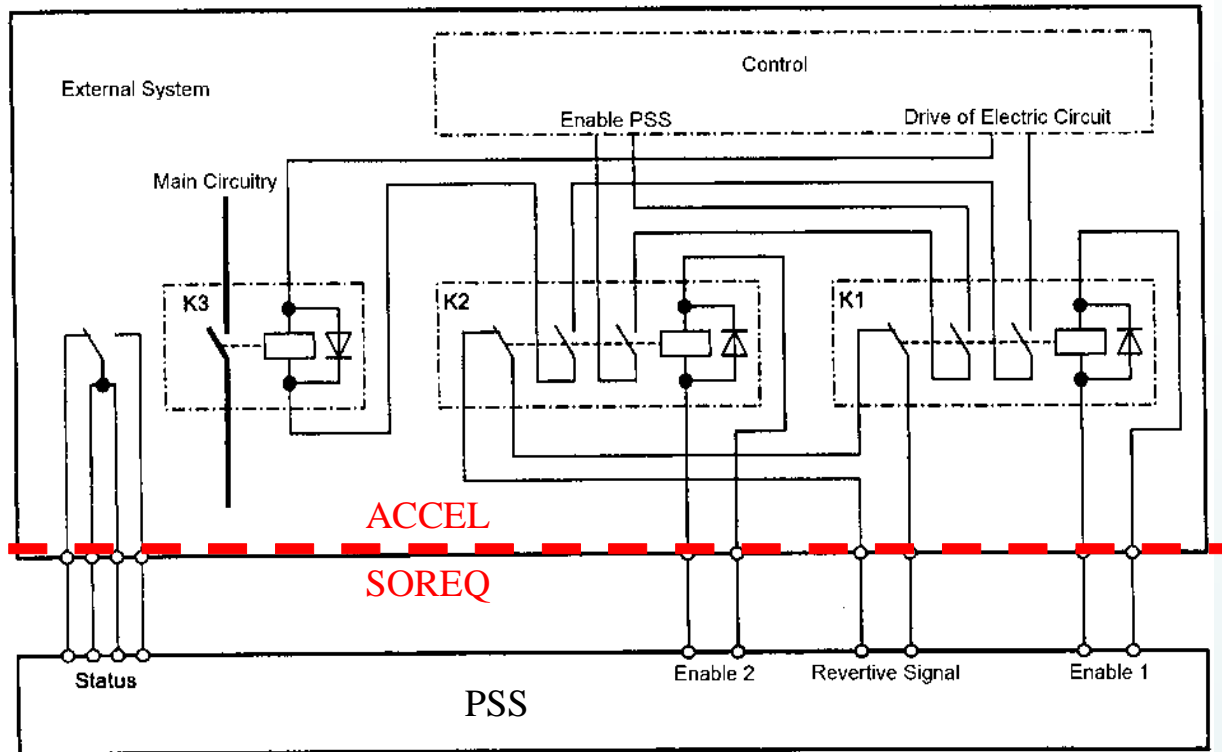 Control
External System
Enable PSS
Drive of Electric Circuit
Main Circuitry
K3
K2
K1
ACCEL
SOREQ
Status
Enable 2
Revertive Signal
Enable 1
PSS